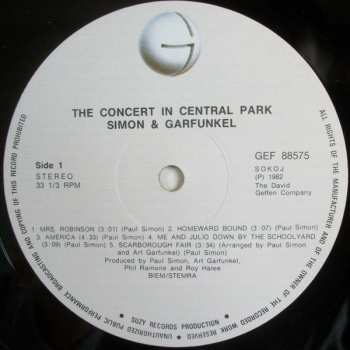 THE CONCERT IN CENTRAL PARK
SIMON & GARFUNKEL
Side 1
STEREO
33 1/3 RPM
GEF 88575
SOKOJ
(P) 1982
The David
Geffen Company
1 MRS. ROBINSON (3:31) (Paul Simon) 2 HOMEWARD BOUND (3:07) (Paul Simon)
3 AMERICA (4:33) (Paul Simon) 4 ME AND JULIO DOWN BY THE SCHOOLYARD
(3:09) (Paul Simon) 5. SCARBOROUGH FAIR (3:34) (Arranged by Paul Simon
and Art Garfunkel) (Paul Simon)
Produced by Paul Simon, Art Garfunkel,
Phil Ramone and Roy Halee
BIEM/STEMRA
ALL RIGHTS OF THE MANUFACTURER AND OF THE OWNER OF THE RECORDED WORK RESERVED
UNAUTHORIZED PUBLIC PERFORMANCE BROADCASTING AND COPYING OF THIS RECORD PROHIBITED
SUZY RECORDS PRODUCTION